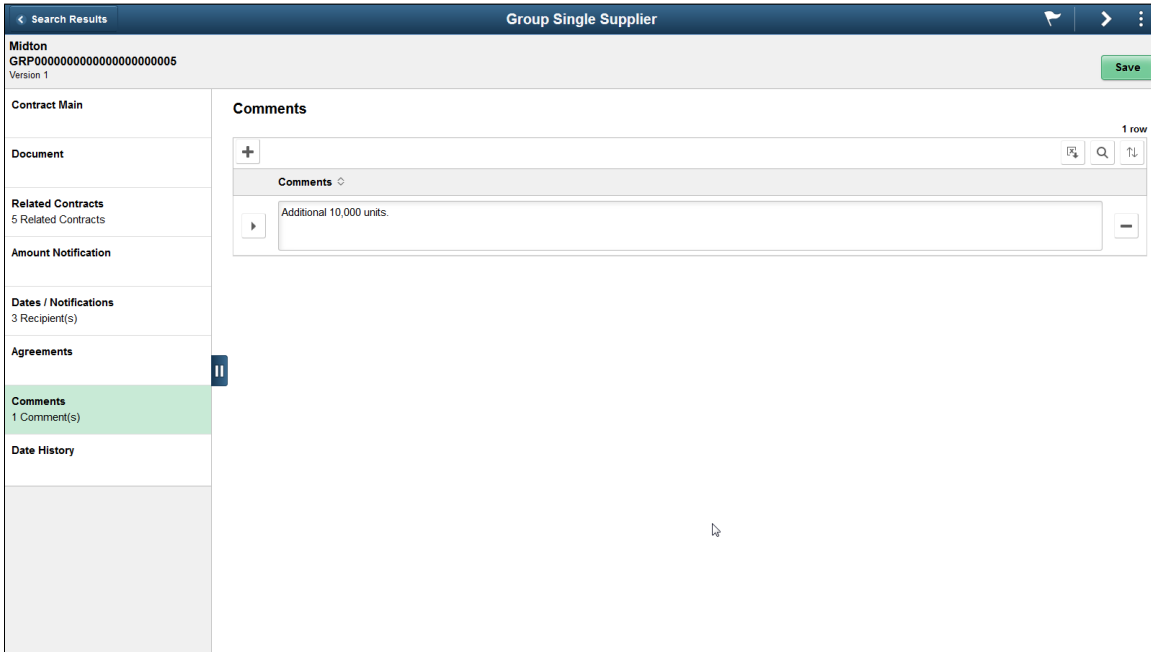 Search Results
Group Single Supplier
Midton
GRP0000000000000000000005
Version 1
Save
Contract Main
Document
Related Contracts
5 Related Contracts
Amount Notification
Dates / Notifications
3 Recipient(s)
Agreements
Comments
1 Comment(s)
Date History
Comments
1 row
Comments
Additional 10,000 units.